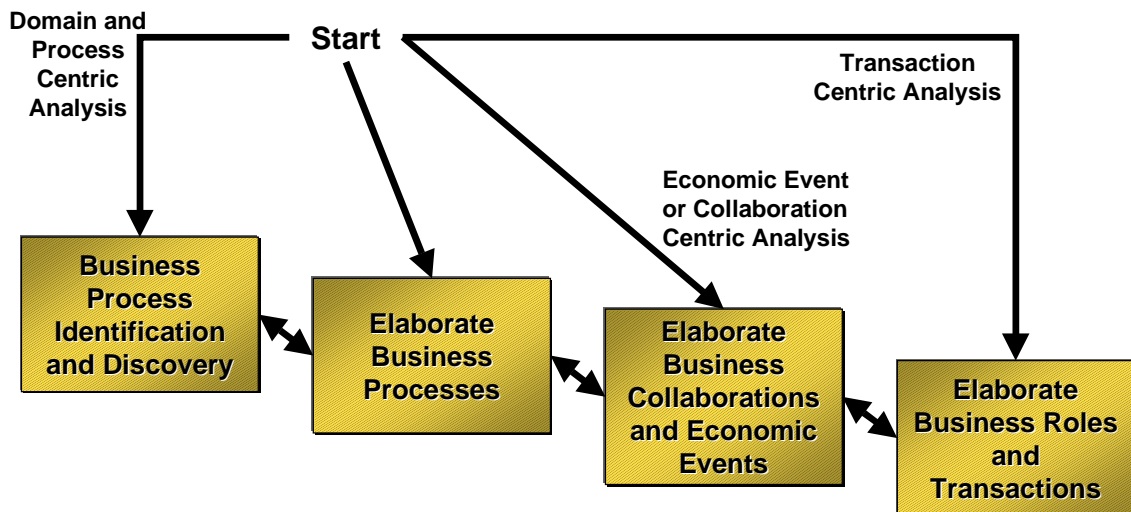 Domain and
Process
Centric
Analysis
Start
Transaction
Centric Analysis
Economic Event
or Collaboration
Centric Analysis
Business
Process
Identification
and Discovery
Elaborate
Business
Processes
Elaborate
Business
Collaborations
and Economic
Events
Elaborate
Business Roles
and
Transactions